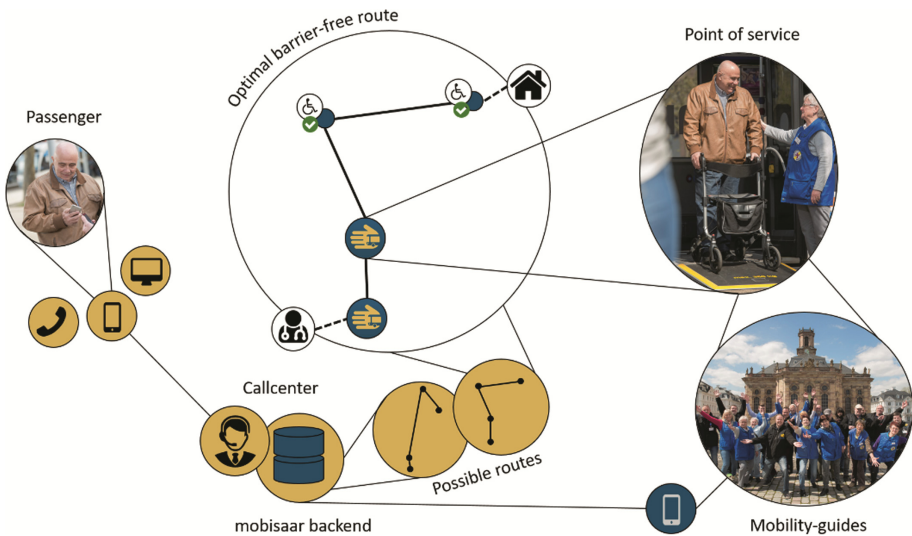 Optimal barrier-free route
Point of service
Passenger
Callcenter
Possible routes
mobisaar backend
Mobility-guides